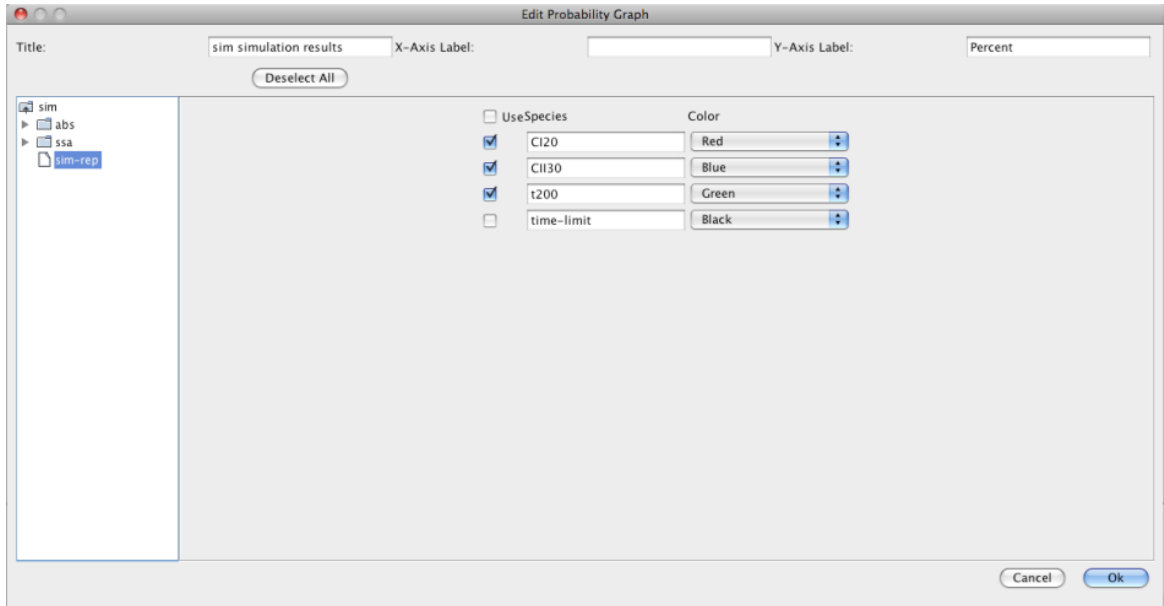 Edit Probability Graph
Title: sim simulation results X-Axis Label: Y-Axis Label: Percent
Deselect All
sim
abs
ssa
sim-rep
Use Species Color
CI20 Red
CII30 Blue
t200 Green
time-limit Black
Cancel Ok